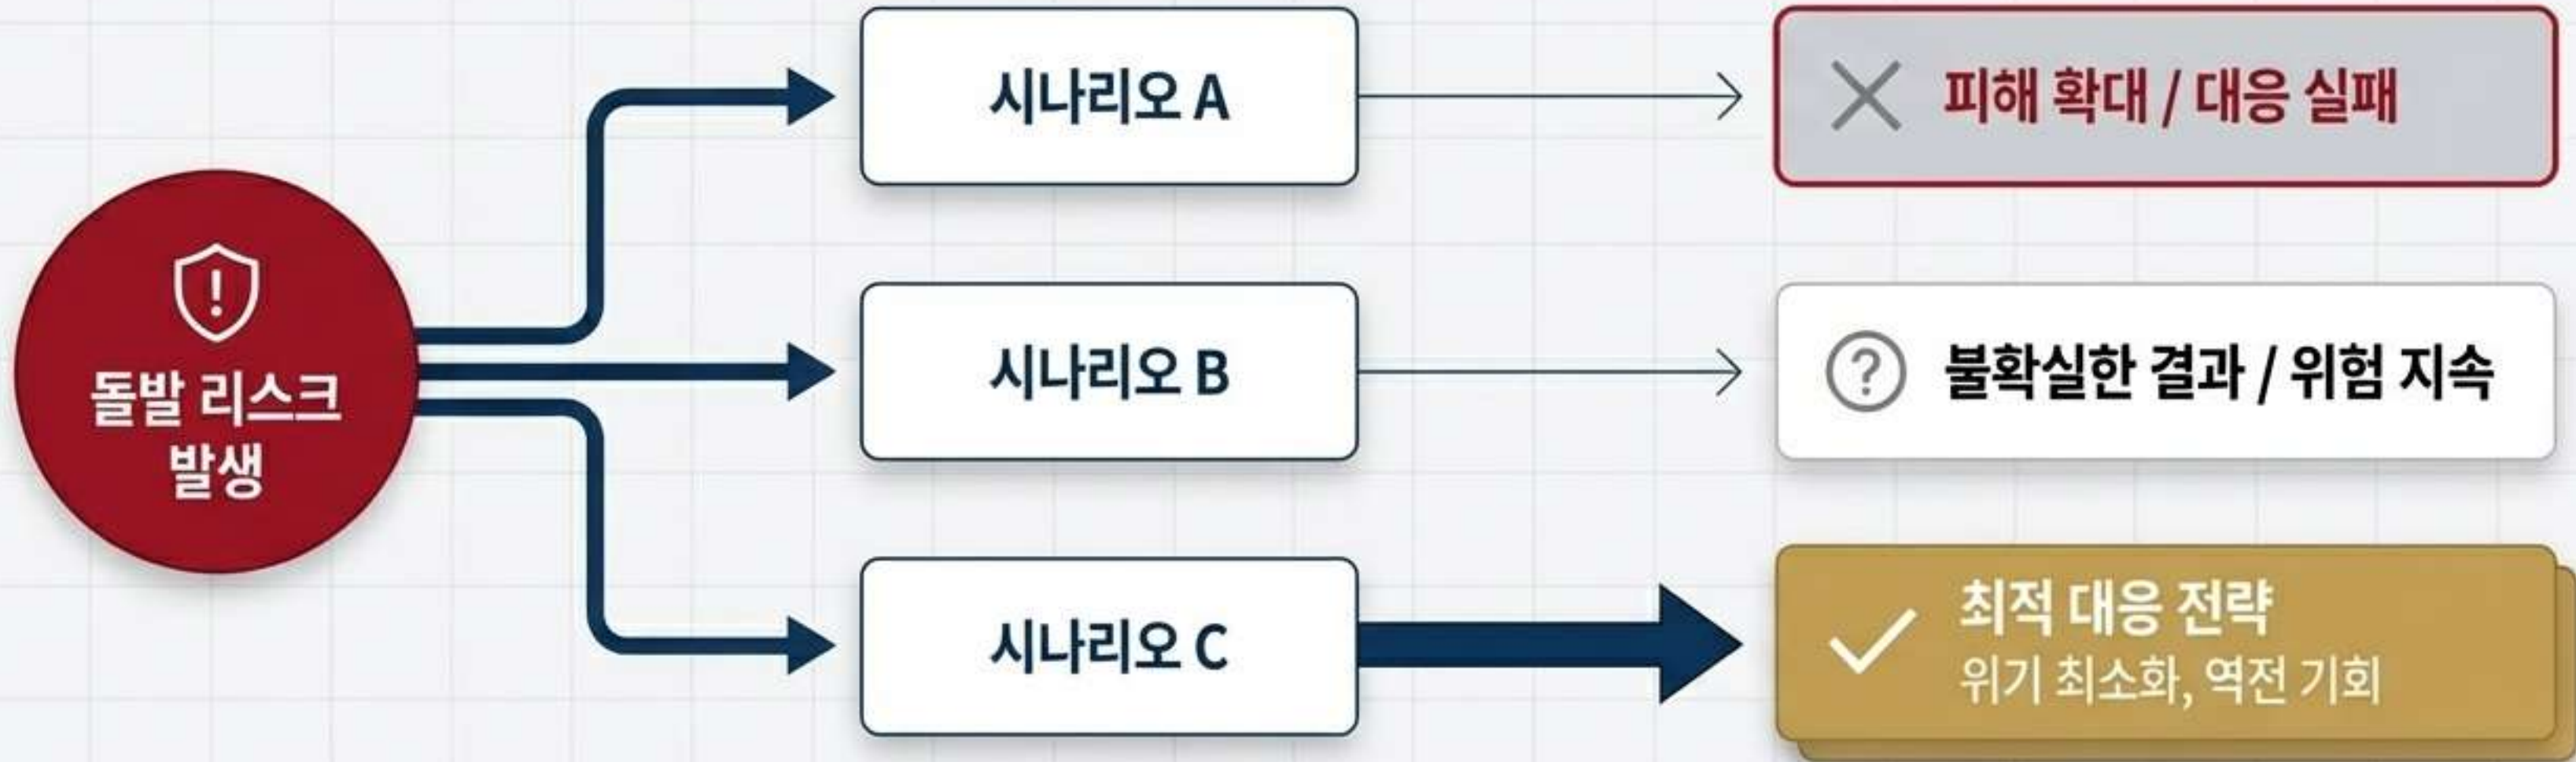 돌발 리스크
발생
시나리오 A
피해 확대 / 대응 실패
시나리오 B
불확실한 결과 / 위험 지속
시나리오 C
최적 대응 전략
위기 최소화, 역전 기회